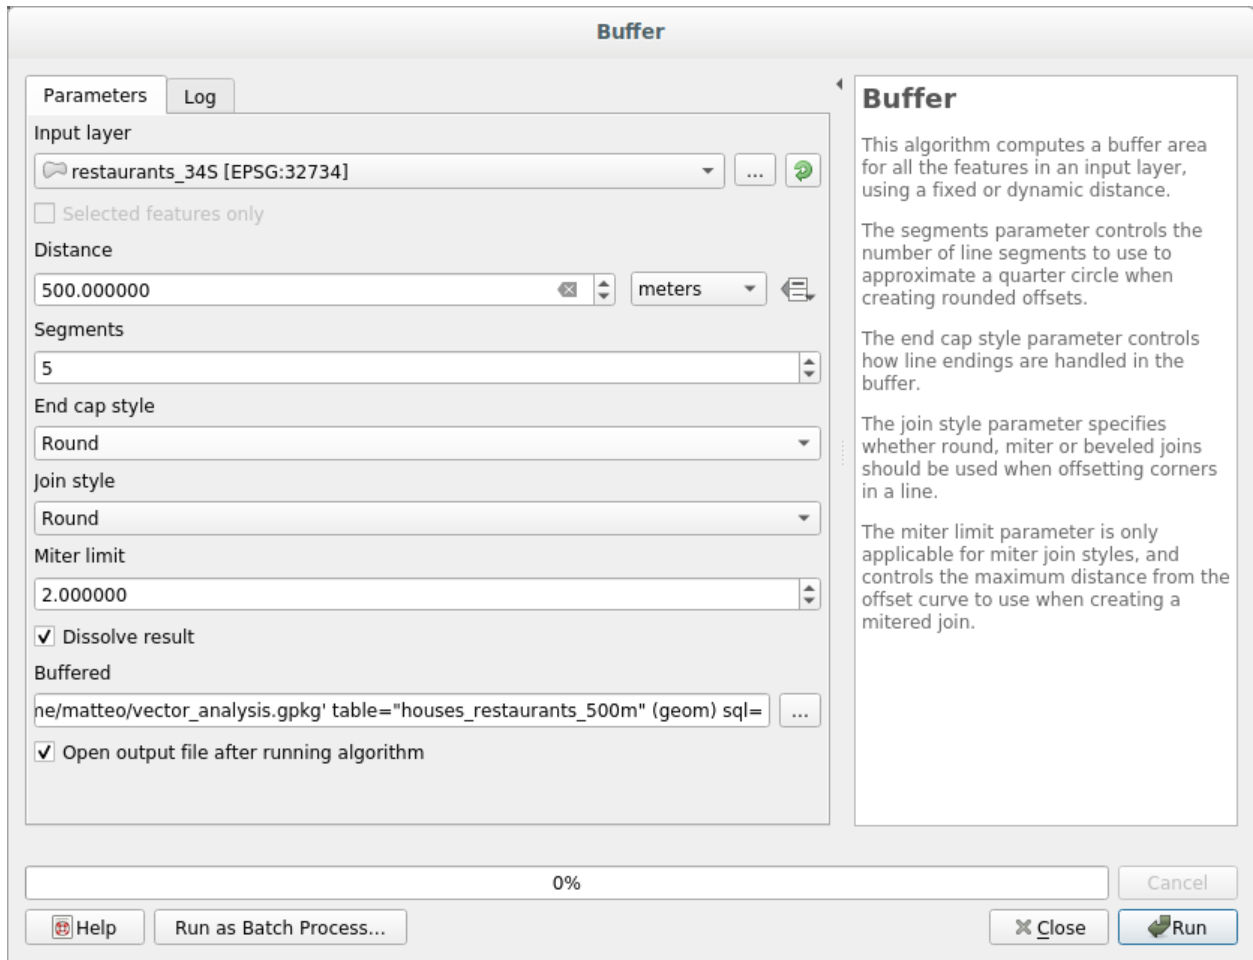 Buffer
Parameters
Log
Input layer
restaurants_34S [EPSG:32734]
...
Selected features only
Distance
500.000000
meters
Segments
5
End cap style
Round
Join style
Round
Miter limit
2.000000
Dissolve result
Buffered
ne/matteo/vector_analysis.gpkg' table="houses_restaurants_500m" (geom) sql=
...
Open output file after running algorithm
Buffer
This algorithm computes a buffer area
for all the features in an input layer,
using a fixed or dynamic distance.
The segments parameter controls the
number of line segments to use to
approximate a quarter circle when
creating rounded offsets.
The end cap style parameter controls
how line endings are handled in the
buffer.
The join style parameter specifies
whether round, miter or beveled joins
should be used when offsetting corners
in a line.
The miter limit parameter is only
applicable for miter join styles, and
controls the maximum distance from the
offset curve to use when creating a
mitered join.
0%
Cancel
Help
Run as Batch Process...
Close
Run